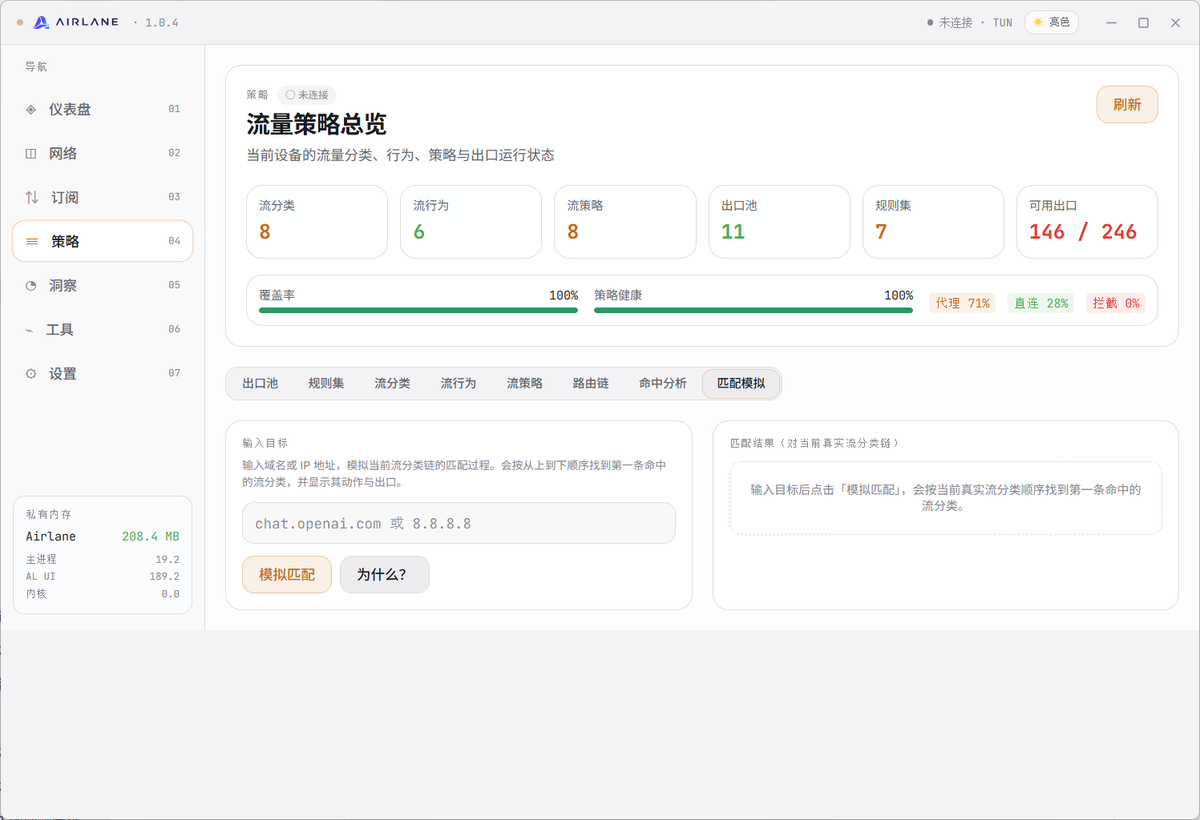 AIRLANE · 1.0.4
未连接 · TUN
亮色
导航
仪表盘 01
网络 02
订阅 03
策略 04
洞察 05
工具 06
设置 07
私有内存
Airlane 208.4 MB
主进程 19.2
AL UI 189.2
内核 0.0
策略 未连接
流量策略总览
当前设备的流量分类、行为、策略与出口运行状态
刷新
流分类
8
流行为
6
流策略
8
出口池
11
规则集
7
可用出口
146 / 246
覆盖率 100%
策略健康 100%
代理 71%
直连 28%
拦截 0%
出口池 规则集 流分类 流行为 流策略 路由链 命中分析 匹配模拟
输入目标
输入域名或 IP 地址，模拟当前流分类链的匹配过程。会按从上到下顺序找到第一条命中
的流分类，并显示其动作与出口。
chat.openai.com 或 8.8.8.8
模拟匹配 为什么？
匹配结果（对当前真实流分类链）
输入目标后点击「模拟匹配」，会按当前真实流分类顺序找到第一条命中的
流分类。